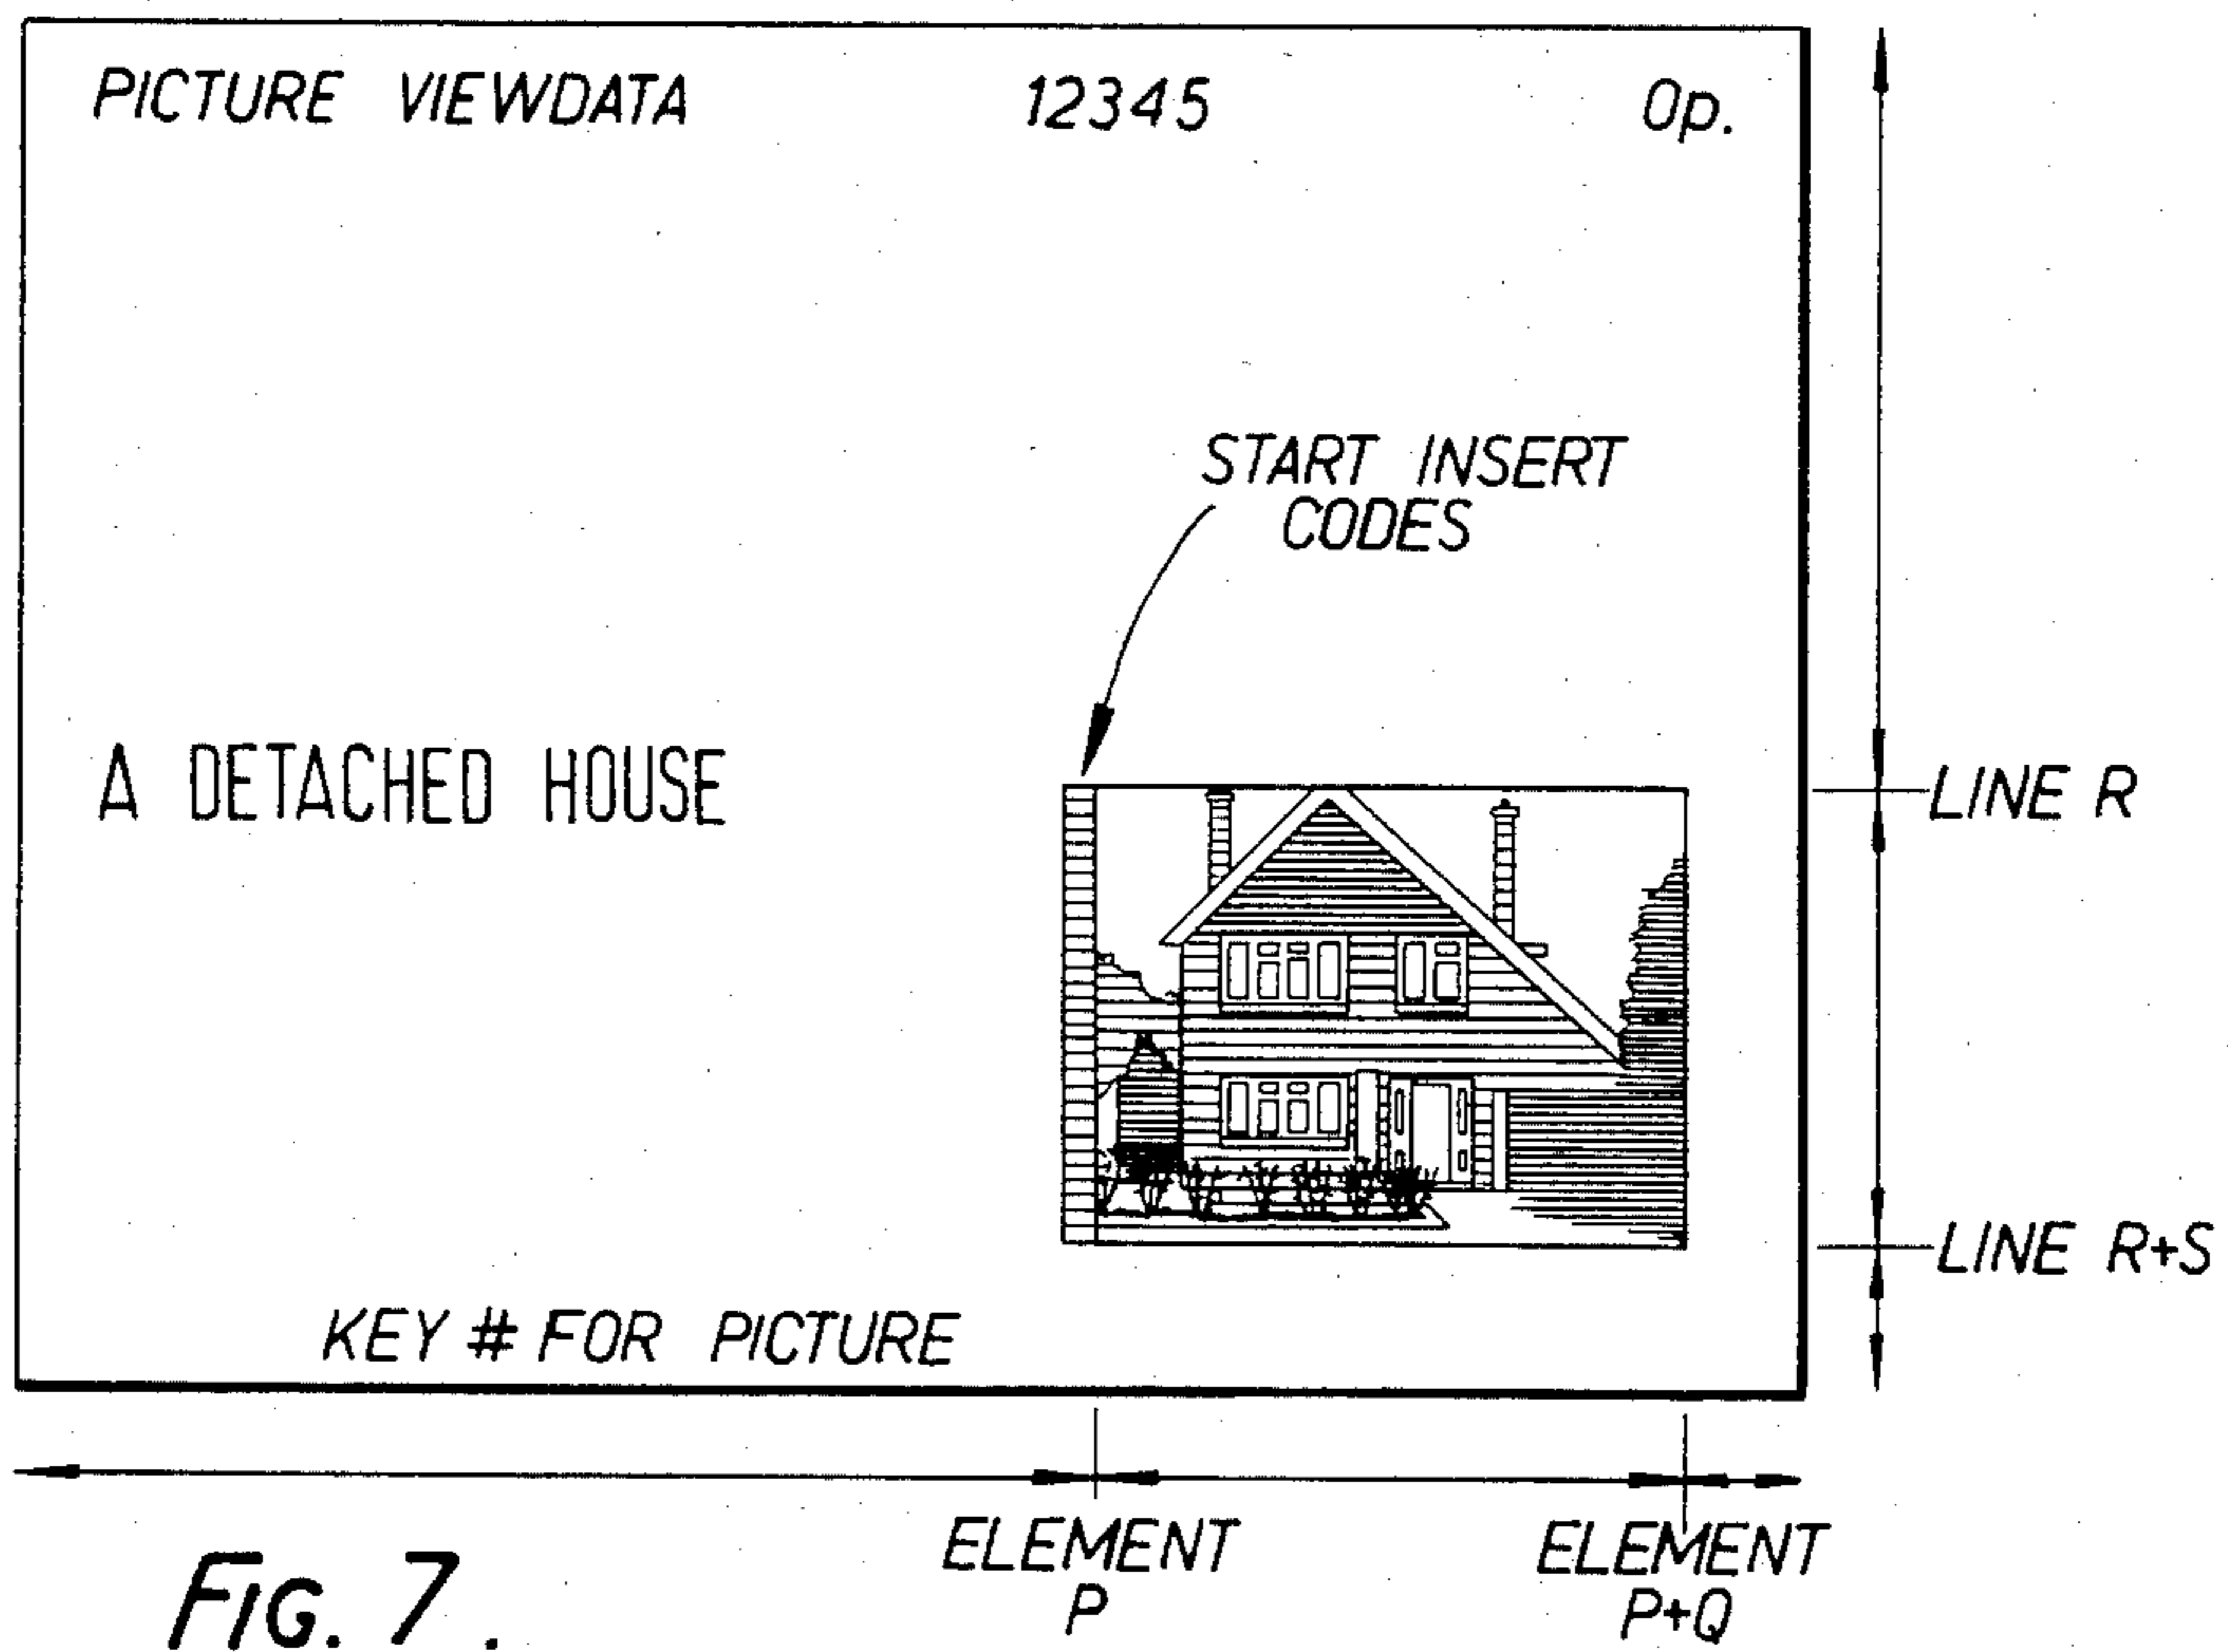 PICTURE VIEWDATA 12345 0p.
START INSERT
CODES
A DETACHED HOUSE
LINE R
LINE R+S
KEY # FOR PICTURE
ELEMENT
P
ELEMENT
P+Q
FIG. 7.